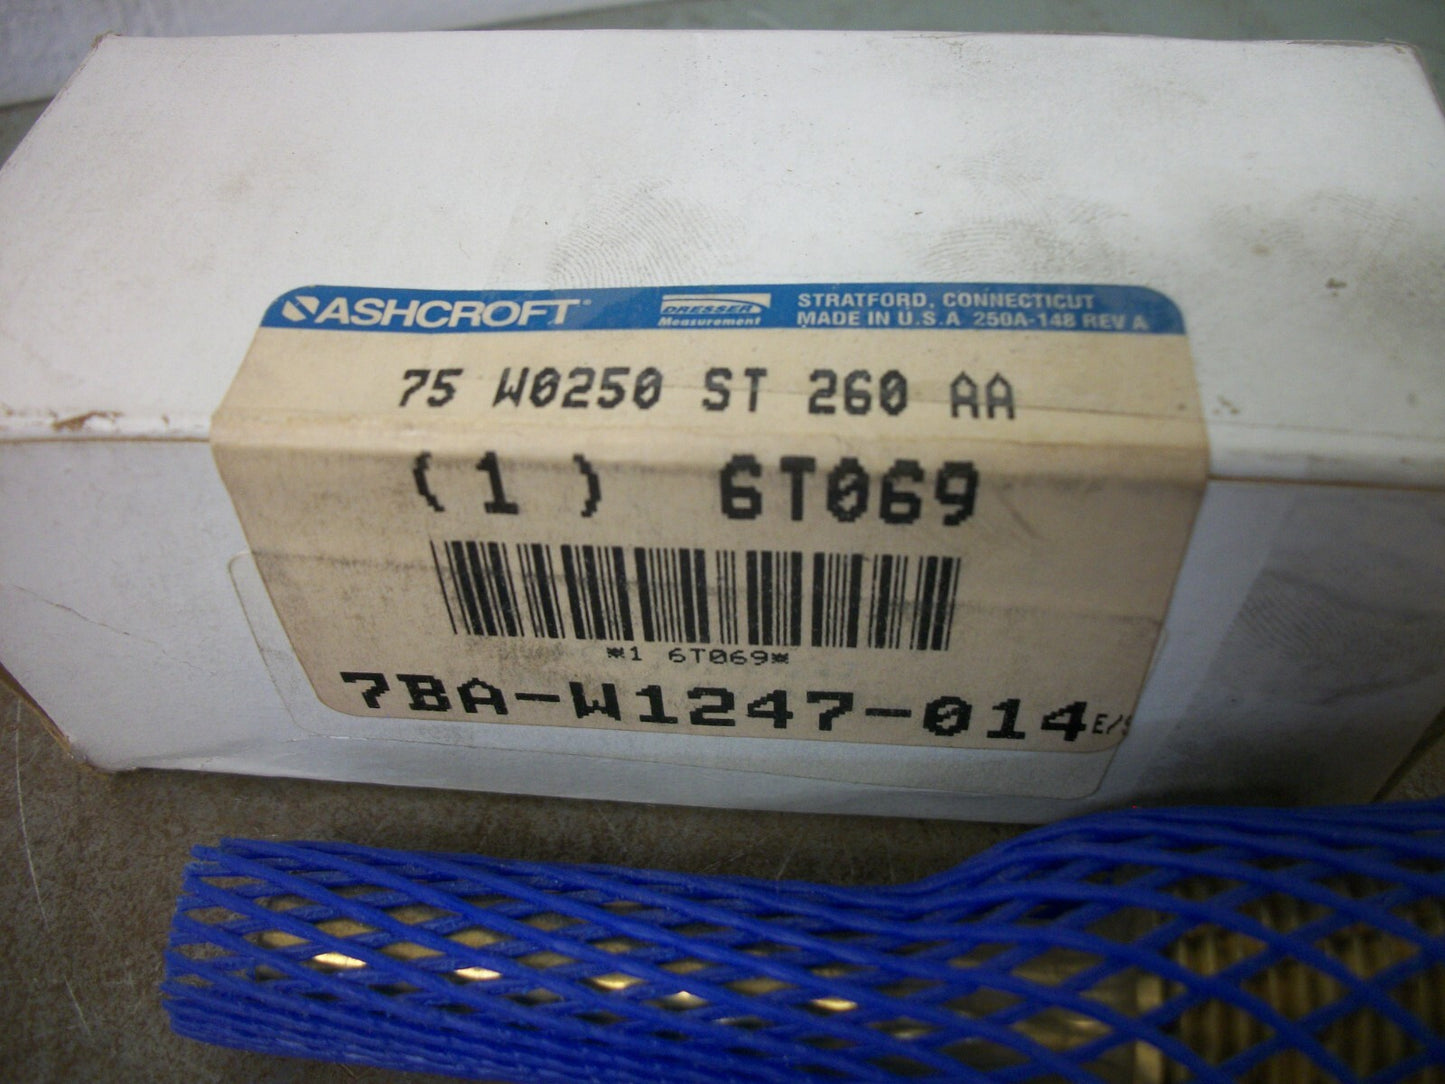 ASHCROFT® DRESSER Measurement STRATFORD, CONNECTICUT
MADE IN U.S.A 250A-148 REV A
75 W0250 ST 260 AA
(1) 6T069
*1 6T069*
7BA-W1247-014 E/S